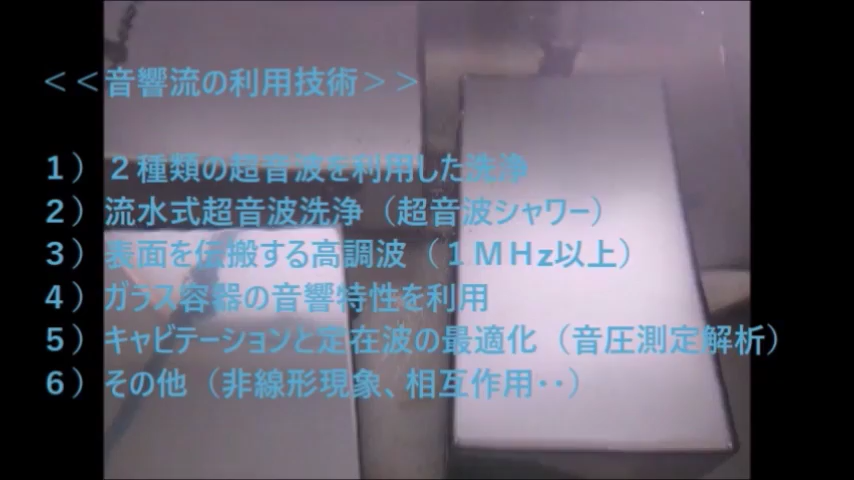 ＜＜音響流の利用技術＞＞
１）２種類の超音波を利用した洗浄
２）流水式超音波洗浄（超音波シャワー）
３）表面を伝搬する高調波（１ＭＨz以上）
４）ガラス容器の音響特性を利用
５）キャビテーションと定在波の最適化（音圧測定解析）
６）その他（非線形現象、相互作用・・）